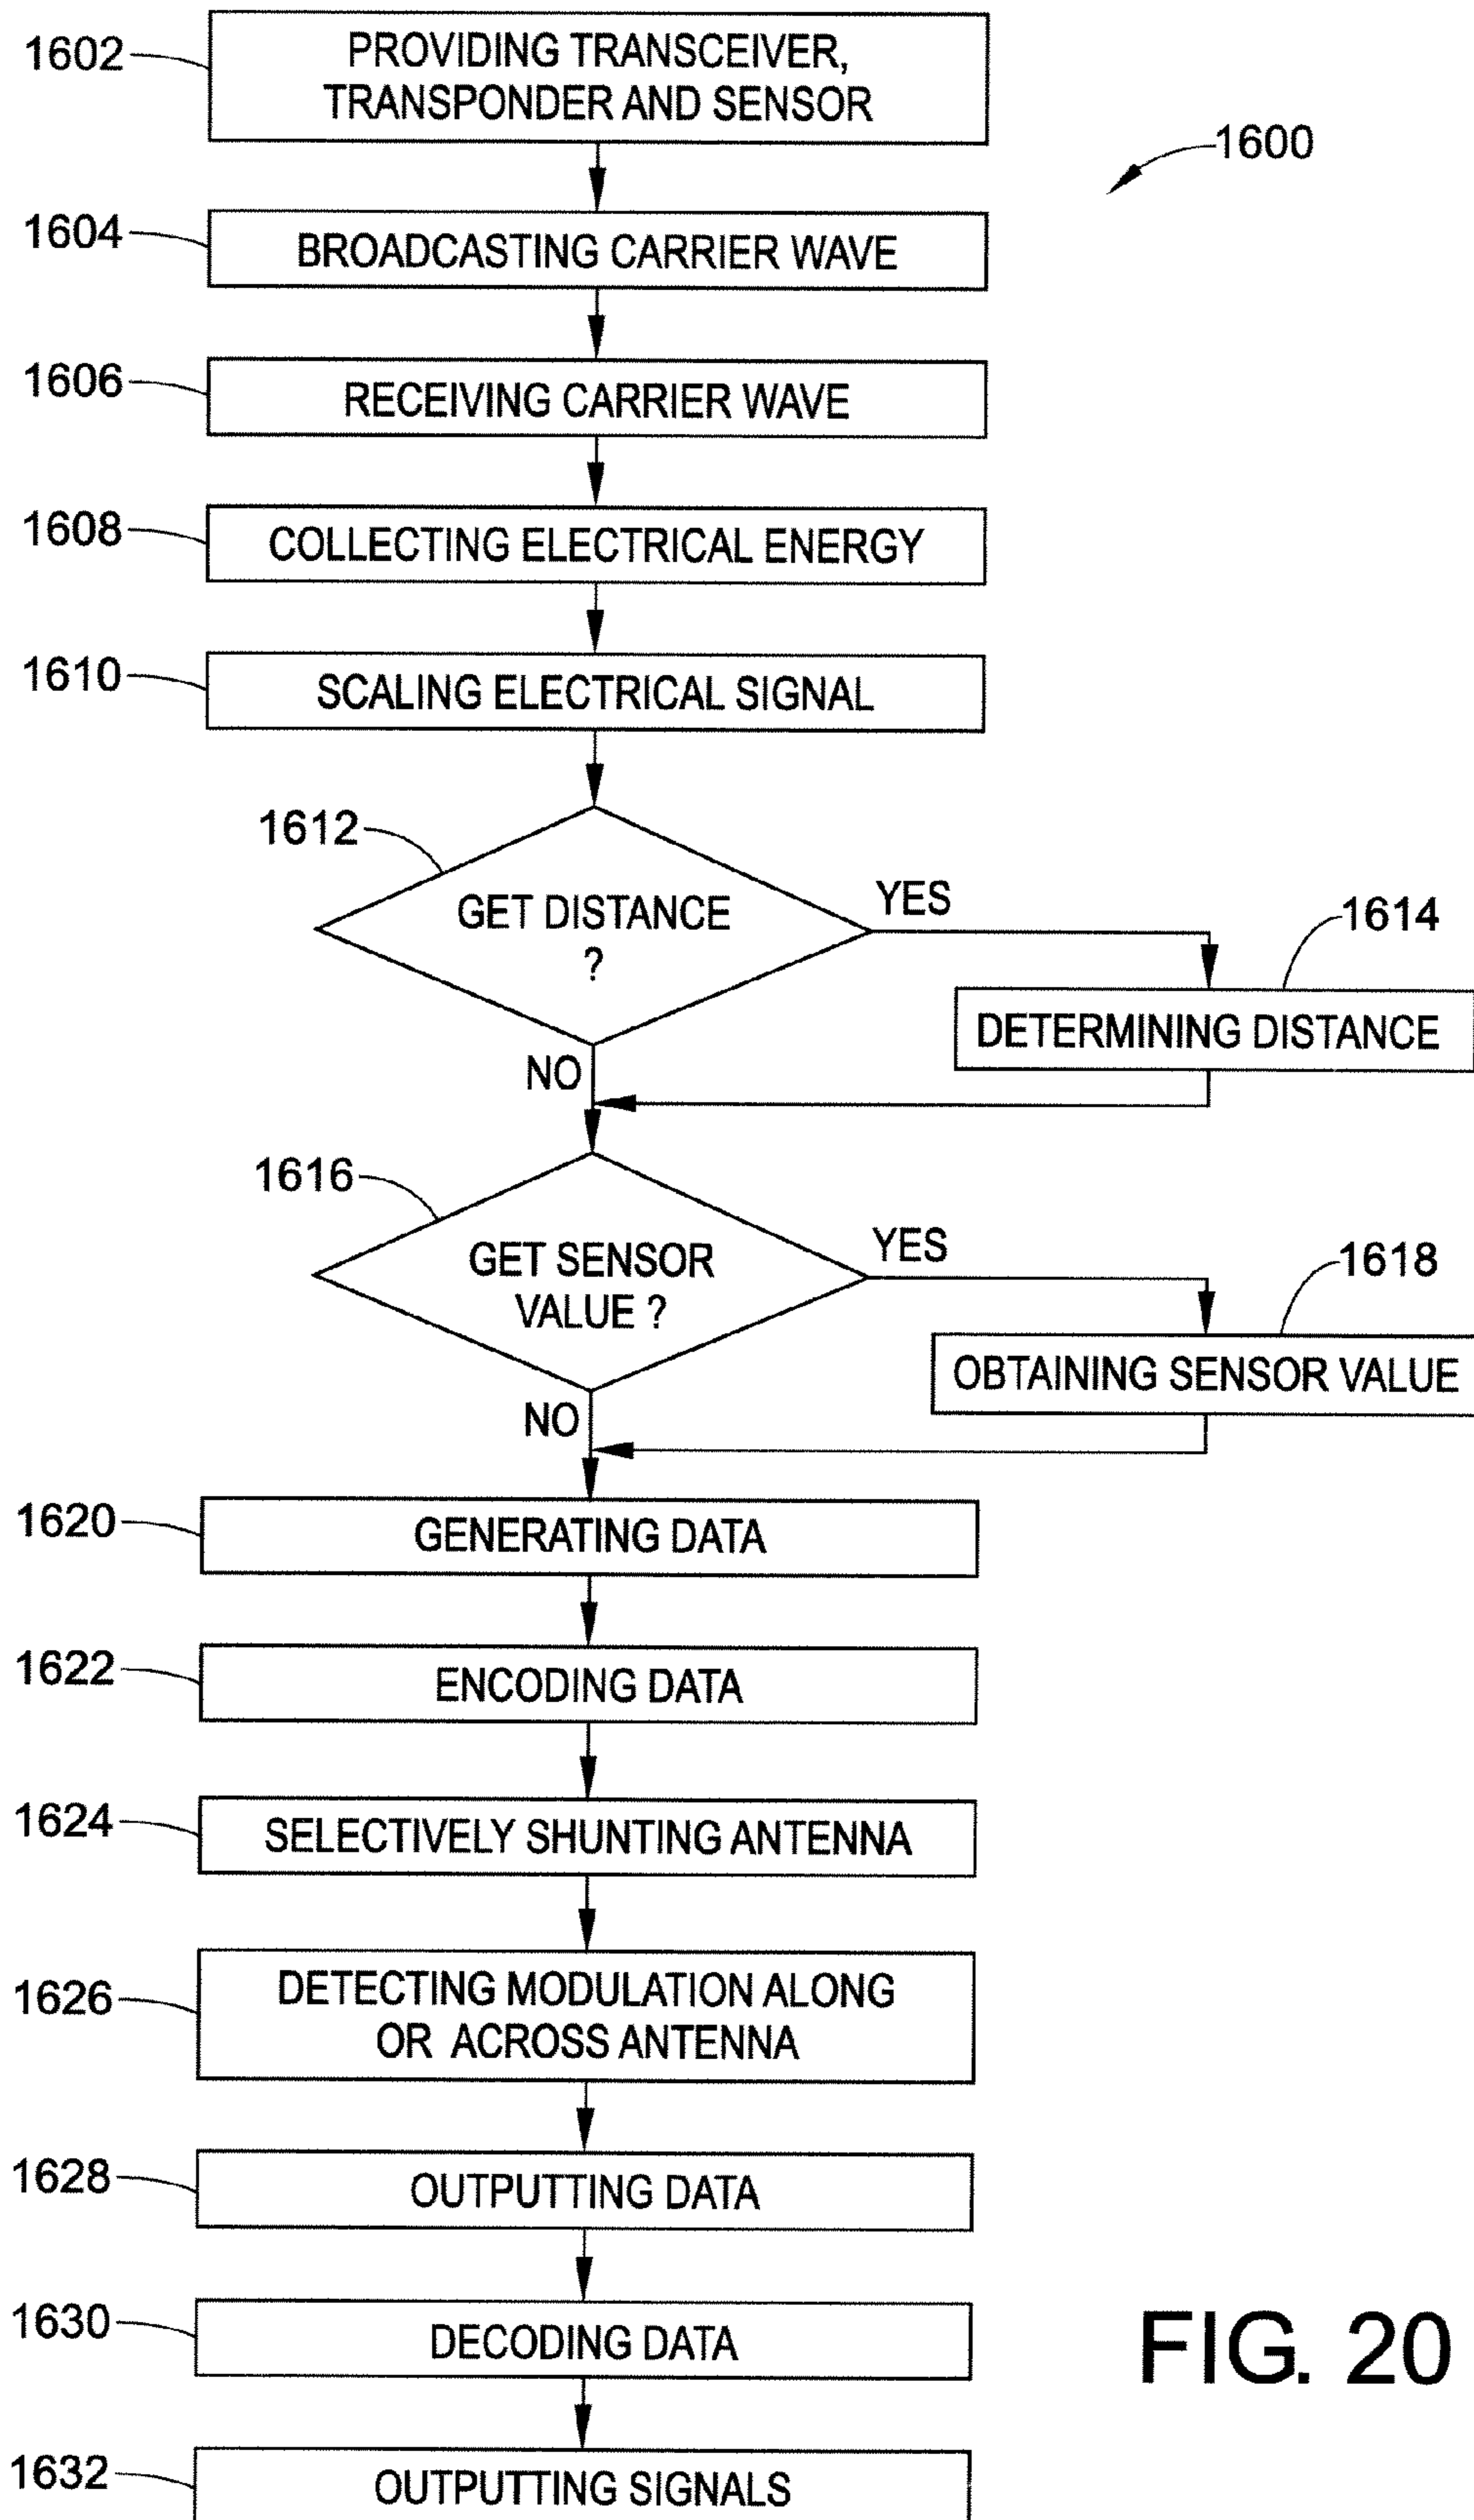 1602
PROVIDING TRANSCEIVER,
TRANSPONDER AND SENSOR
1600
1604
BROADCASTING CARRIER WAVE
1606
RECEIVING CARRIER WAVE
1608
COLLECTING ELECTRICAL ENERGY
1610
SCALING ELECTRICAL SIGNAL
1612
GET DISTANCE
?
YES
1614
DETERMINING DISTANCE
NO
1616
GET SENSOR
VALUE ?
YES
1618
OBTAINING SENSOR VALUE
NO
1620
GENERATING DATA
1622
ENCODING DATA
1624
SELECTIVELY SHUNTING ANTENNA
1626
DETECTING MODULATION ALONG
OR ACROSS ANTENNA
1628
OUTPUTTING DATA
1630
DECODING DATA
1632
OUTPUTTING SIGNALS
FIG. 20